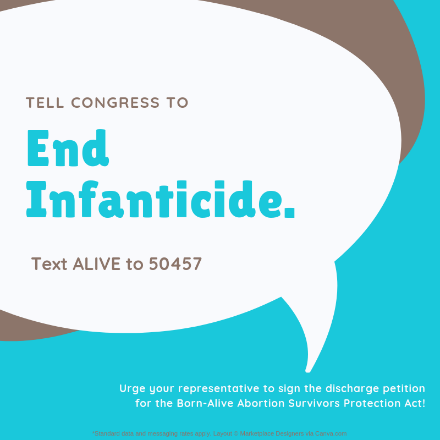 TELL CONGRESS TO
End
Infanticide.
Text ALIVE to 50457
Urge your representative to sign the discharge petition
for the Born-Alive Abortion Survivors Protection Act!